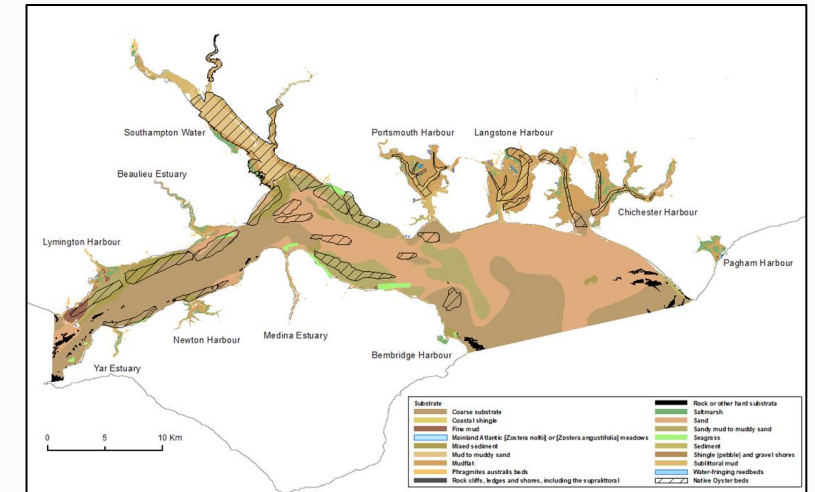 Southampton Water
Portsmouth Harbour
Langstone Harbour
Beaulieu Estuary
Chichester Harbour
Lymington Harbour
Pagham Harbour
Newton Harbour
Medina Estuary
Bembridge Harbour
Yar Estuary
0 5 10 Km
Substrate
Coarse substrate
Coastal shingle
Fine mud
Mainland Atlantic [Zostera noltii] or [Zostera angustifolia] meadows
Mixed sediment
Mud to muddy sand
Mudflat
Phragmites australis beds
Rock cliffs, ledges and shores, including the supralittoral
Rock or other hard substrata
Saltmarsh
Sand
Sandy mud to muddy sand
Seagrass
Sediment
Shingle (pebble) and gravel shores
Sublittoral mud
Water-fringing reedbeds
Native Oyster beds